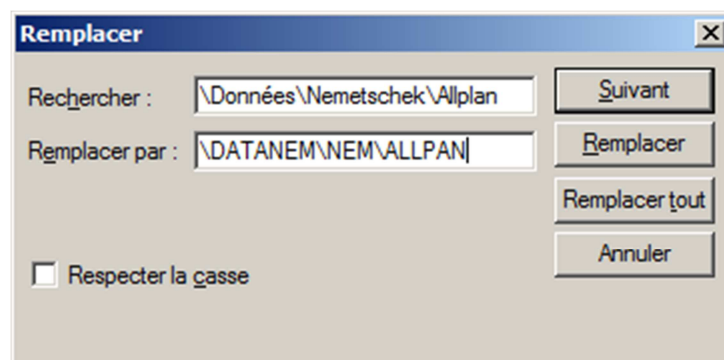 Remplacer
Rechercher : \Données\Nemetschek\Allplan Suivant
Remplacer par : \DATANEM\NEM\ALLPAN Remplacer
Remplacer tout
Respecter la casse Annuler